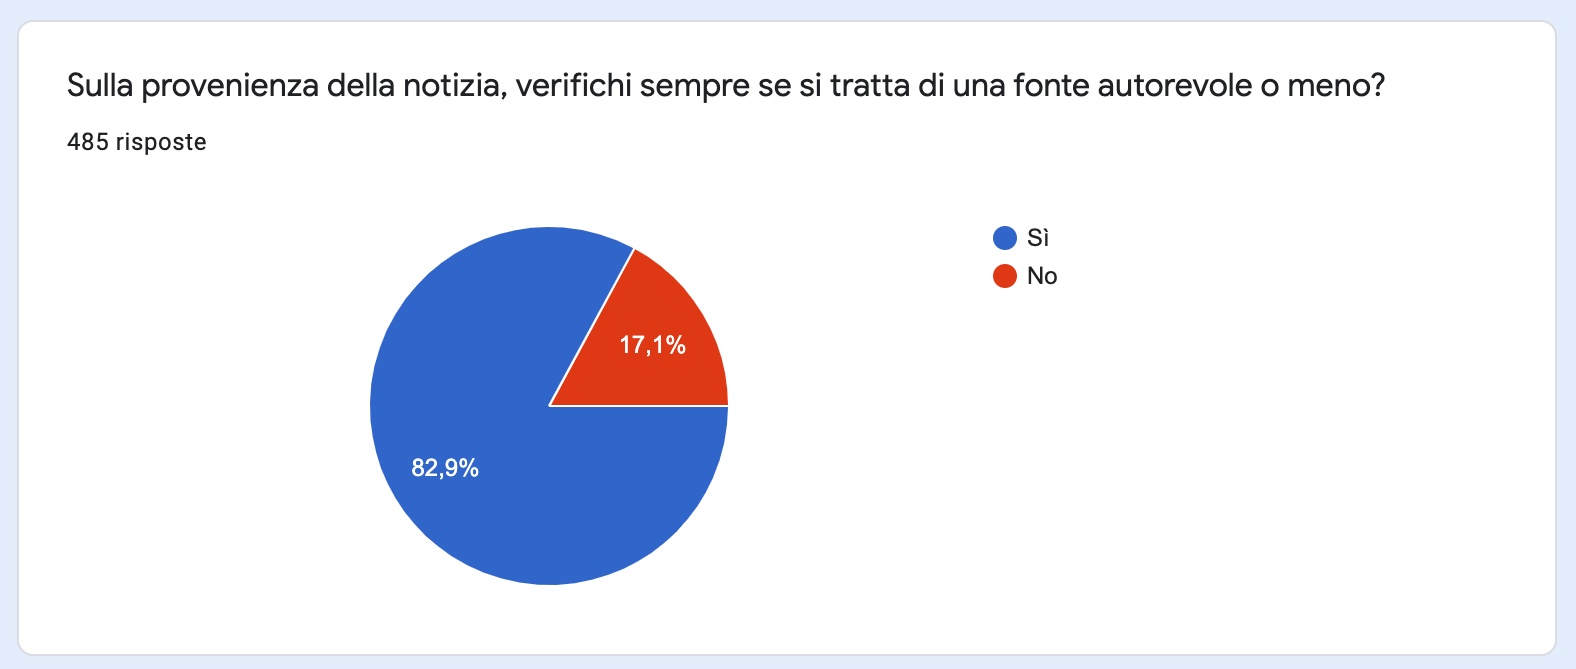 Sulla provenienza della notizia, verifichi sempre se si tratta di una fonte autorevole o meno?
485 risposte
Sì
No
17,1%
82,9%